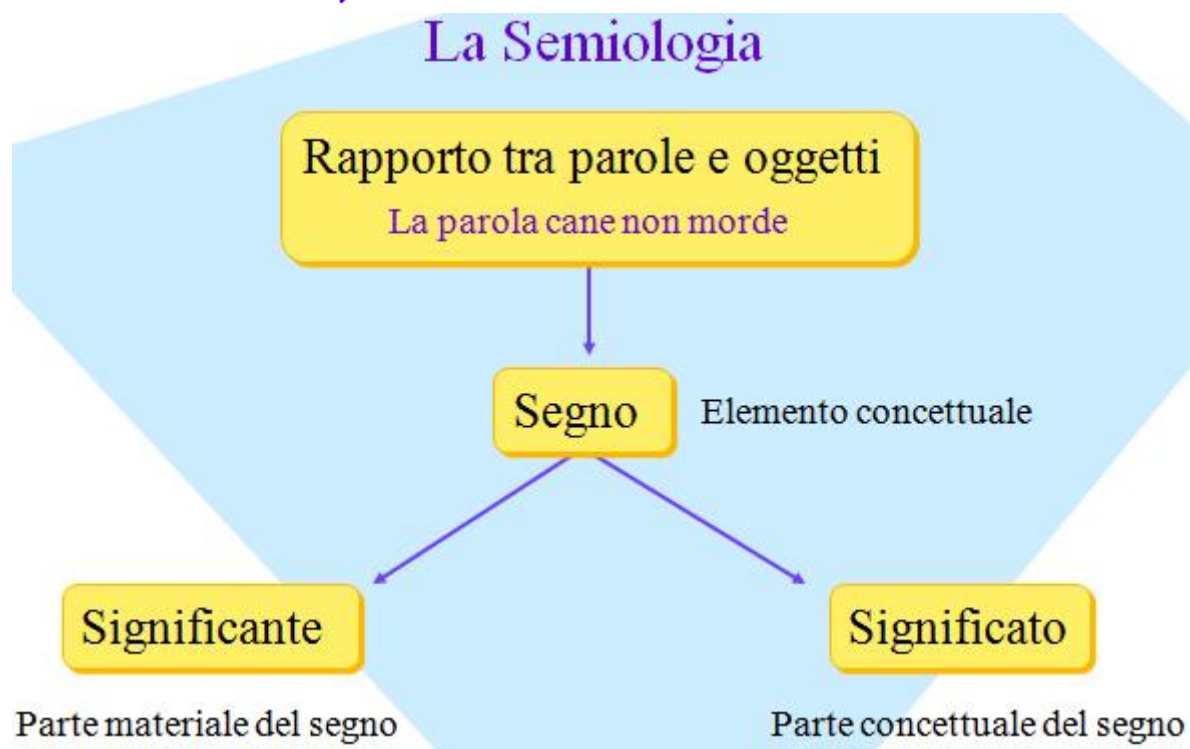 La Semiologia
Rapporto tra parole e oggetti
La parola cane non morde
Segno
Elemento concettuale
Significante
Significato
Parte materiale del segno
Parte concettuale del segno